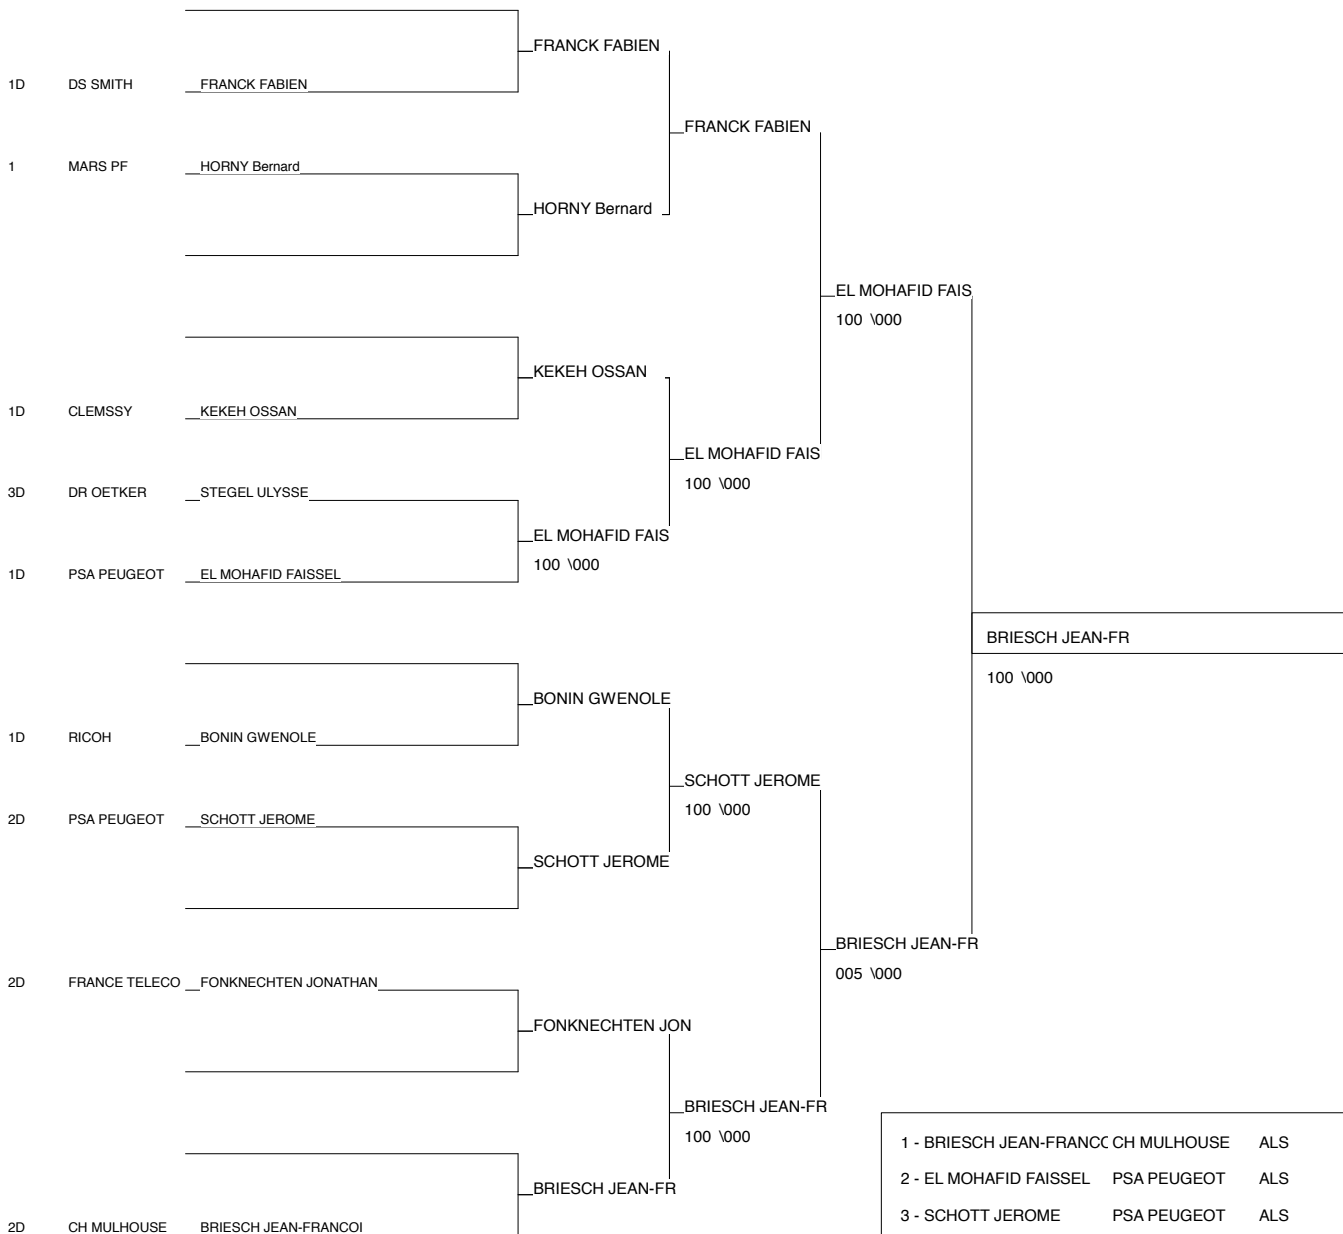 FRANCK FABIEN
1D DS SMITH FRANCK FABIEN
FRANCK FABIEN
1 MARS PF HORNY Bernard
HORNY Bernard
EL MOHAFID FAIS
100 \000
KEKEH OSSAN
1D CLEMSSY KEKEH OSSAN
EL MOHAFID FAIS
100 \000
3D DR OETKER STEGEL ULYSSE
EL MOHAFID FAIS
100 \000
1D PSA PEUGEOT EL MOHAFID FAISSEL
BRIESCH JEAN-FR
100 \000
BONIN GWENOLE
1D RICOH BONIN GWENOLE
SCHOTT JEROME
100 \000
2D PSA PEUGEOT SCHOTT JEROME
SCHOTT JEROME
BRIESCH JEAN-FR
005 \000
2D FRANCE TELECO FONKNECHTEN JONATHAN
FONKNECHTEN JON
BRIESCH JEAN-FR
100 \000
1 - BRIESCH JEAN-FRANCO CH MULHOUSE ALS
2 - EL MOHAFID FAISSEL PSA PEUGEOT ALS
BRIESCH JEAN-FR
3 - SCHOTT JEROME PSA PEUGEOT ALS
2D CH MULHOUSE BRIESCH JEAN-FRANCOI